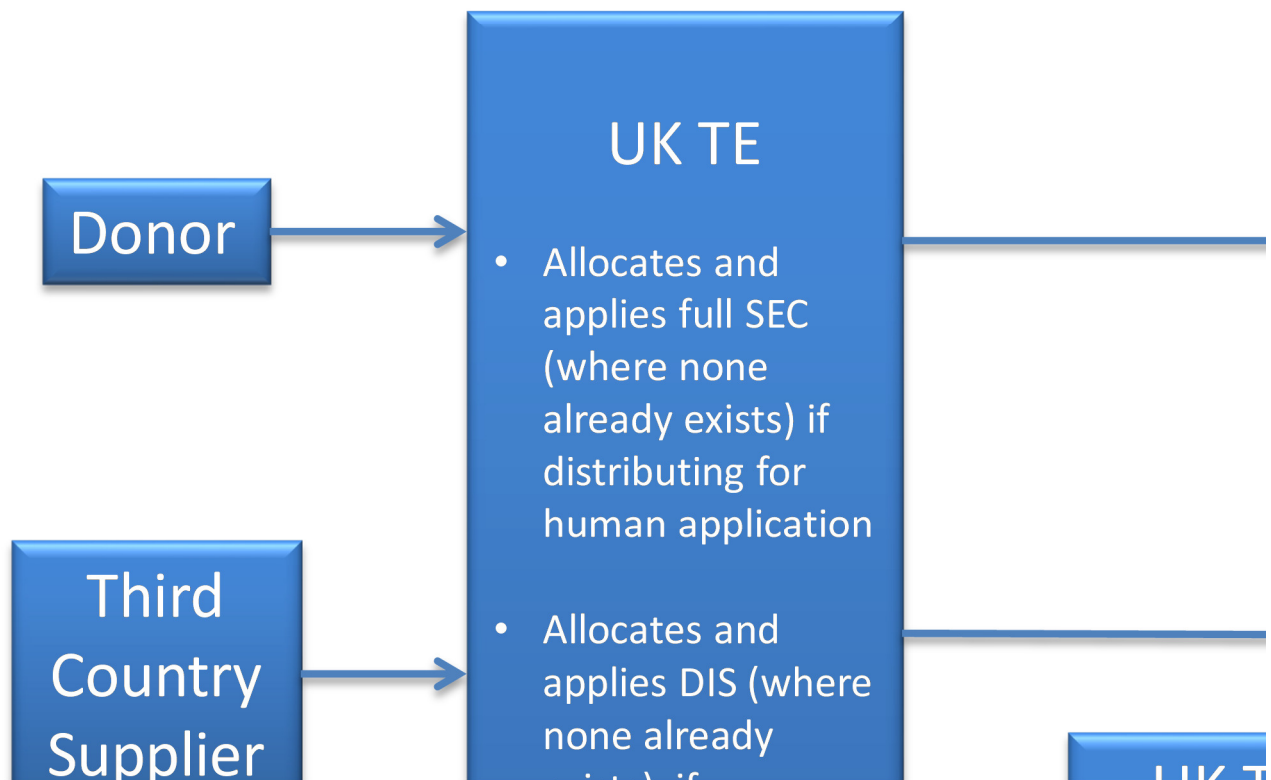 UK TE
Donor
• Allocates and
applies full SEC
(where none
already exists) if
distributing for
human application
Third
Country
Supplier
• Allocates and
applies DIS (where
none already
UK